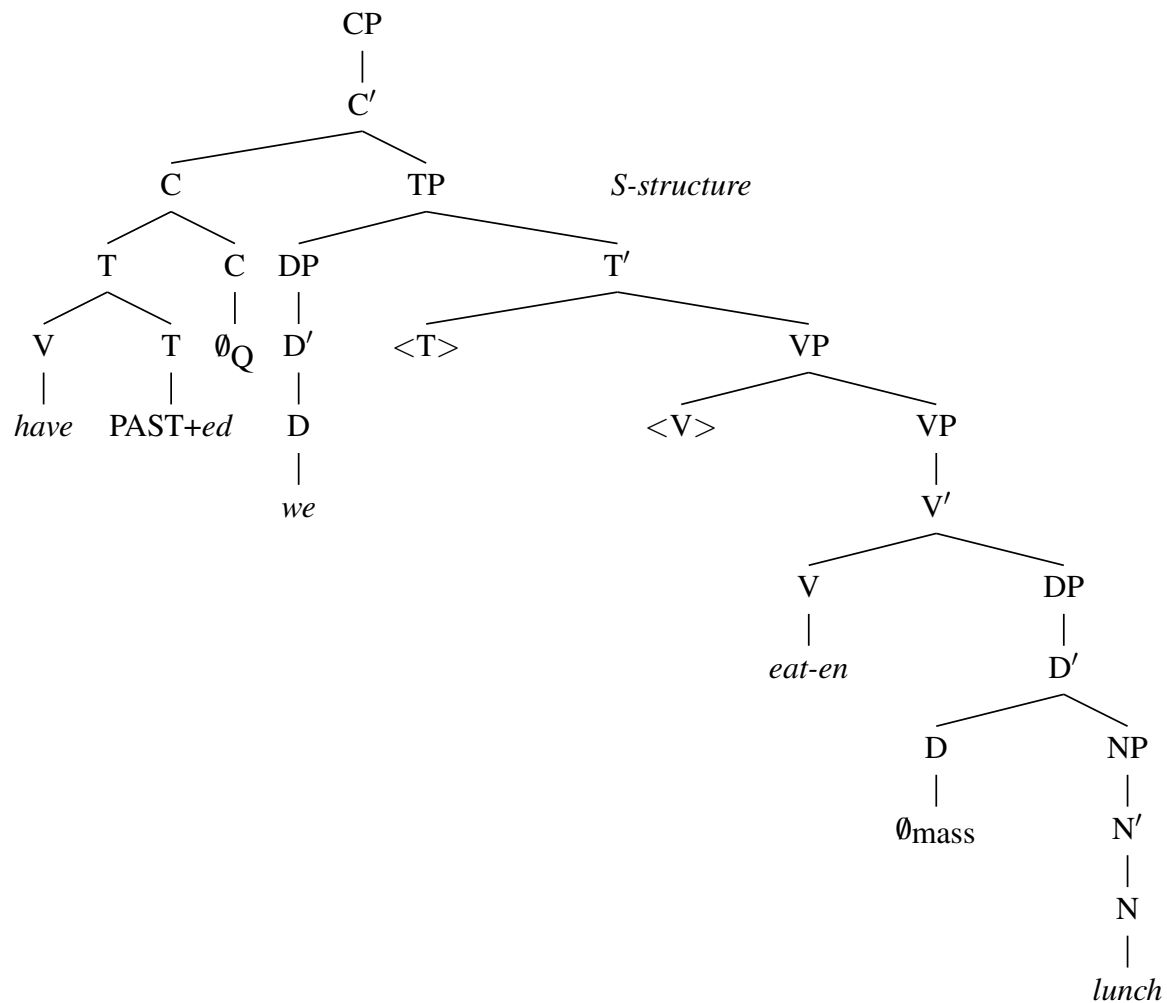 CP
C′
C TP S-structure
T C DP T′
V T ∅Q D′ <T> VP
have PAST+ed D <V> VP
we V′
V DP
eat-en D′
D NP
∅mass N′
N
lunch